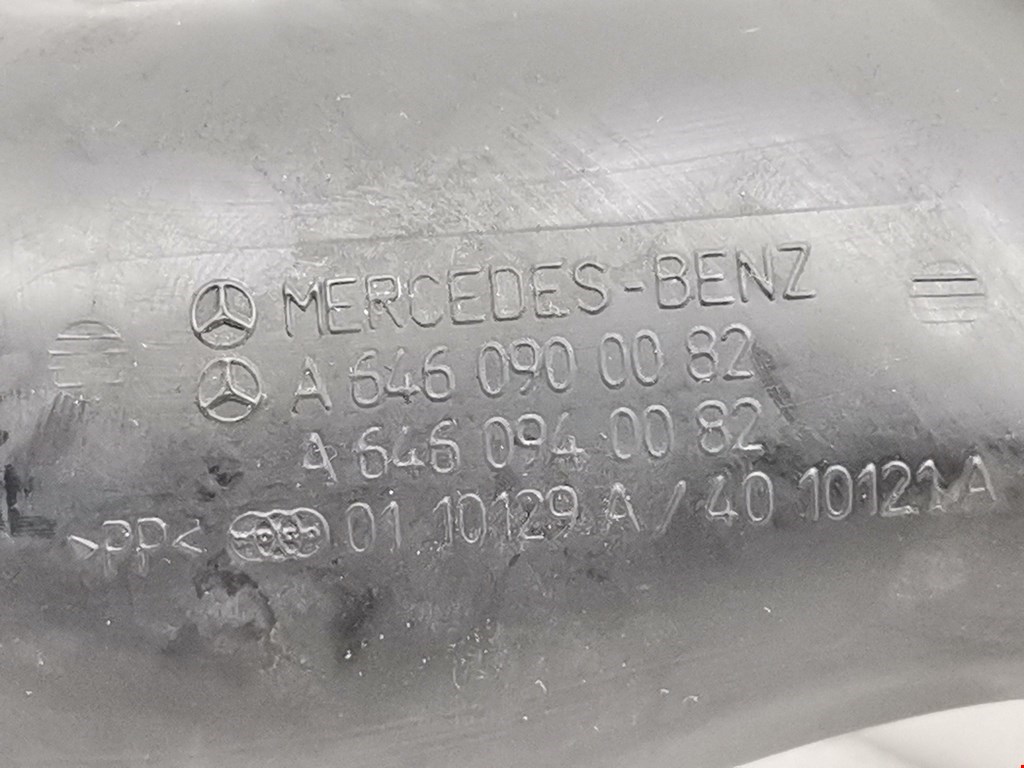 MERCEDES-BENZ
A 646 090 00 82
A 646 094 00 82
>PP< 01 10129 A / 40 10121 A